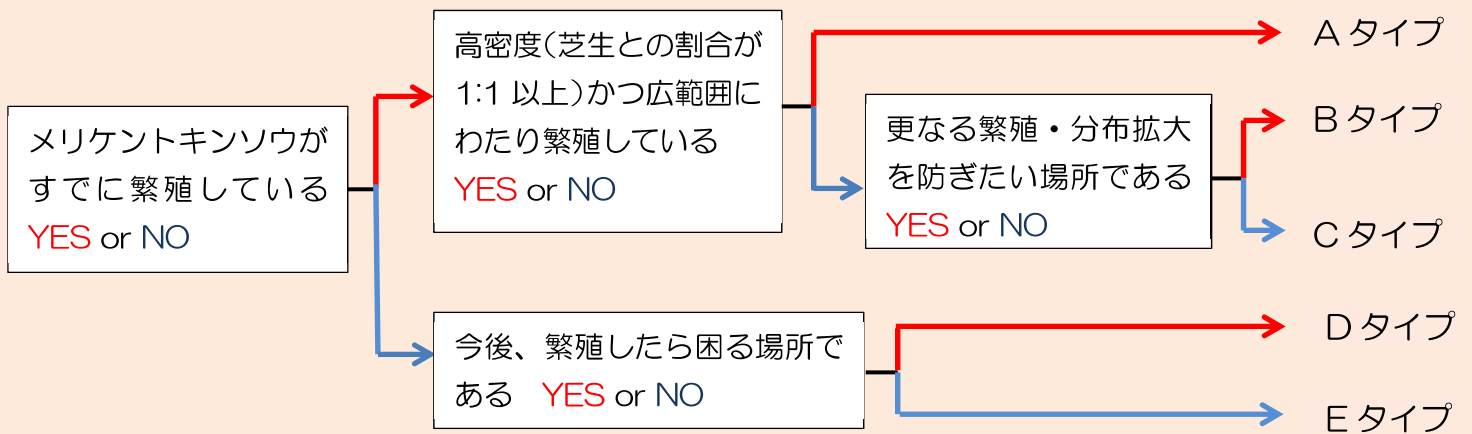 メリケントキンソウが
すでに繁殖している
YES or NO
高密度(芝生との割合が
1:1 以上)かつ広範囲に
わたり繁殖している
YES or NO
更なる繁殖・分布拡大
を防ぎたい場所である
YES or NO
今後、繁殖したら困る場所で
ある YES or NO
A タイプ
B タイプ
C タイプ
D タイプ
E タイプ